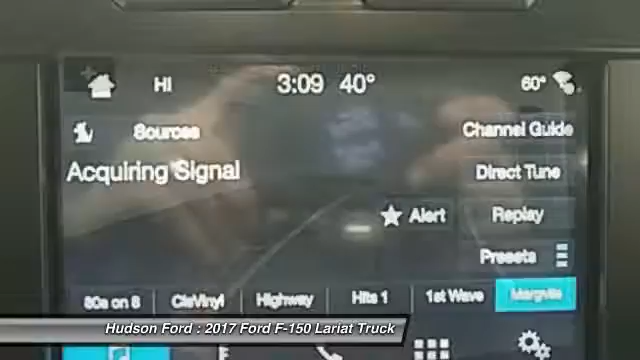 HI 3:09 40° 60°
Sources Channel Guide
Acquiring Signal Direct Tune
Alert Replay
Presets
80s on 8 ClsVinyl Highway Hits 1 1st Wave Margrville
Hudson Ford : 2017 Ford F-150 Lariat Truck